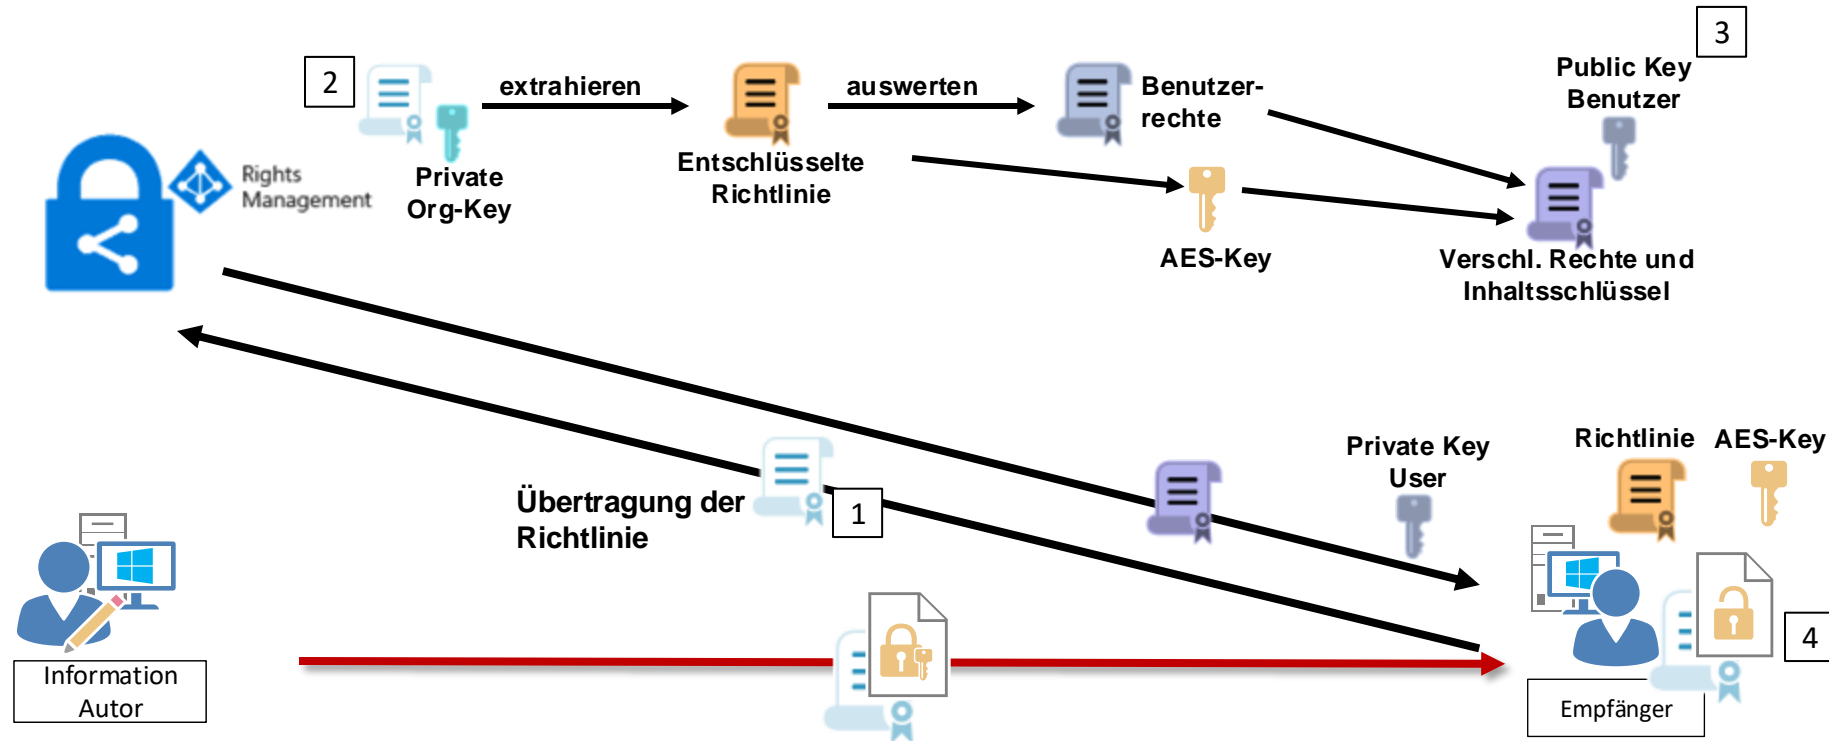 3
2
extrahieren
auswerten
Benutzer-
rechte
Public Key
Benutzer
Rights
Management
Private
Org-Key
Entschlüsselte
Richtlinie
AES-Key
Verschl. Rechte und
Inhaltsschlüssel
Übertragung der
Richtlinie
1
Private Key
User
Richtlinie
AES-Key
4
Information
Autor
Empfänger